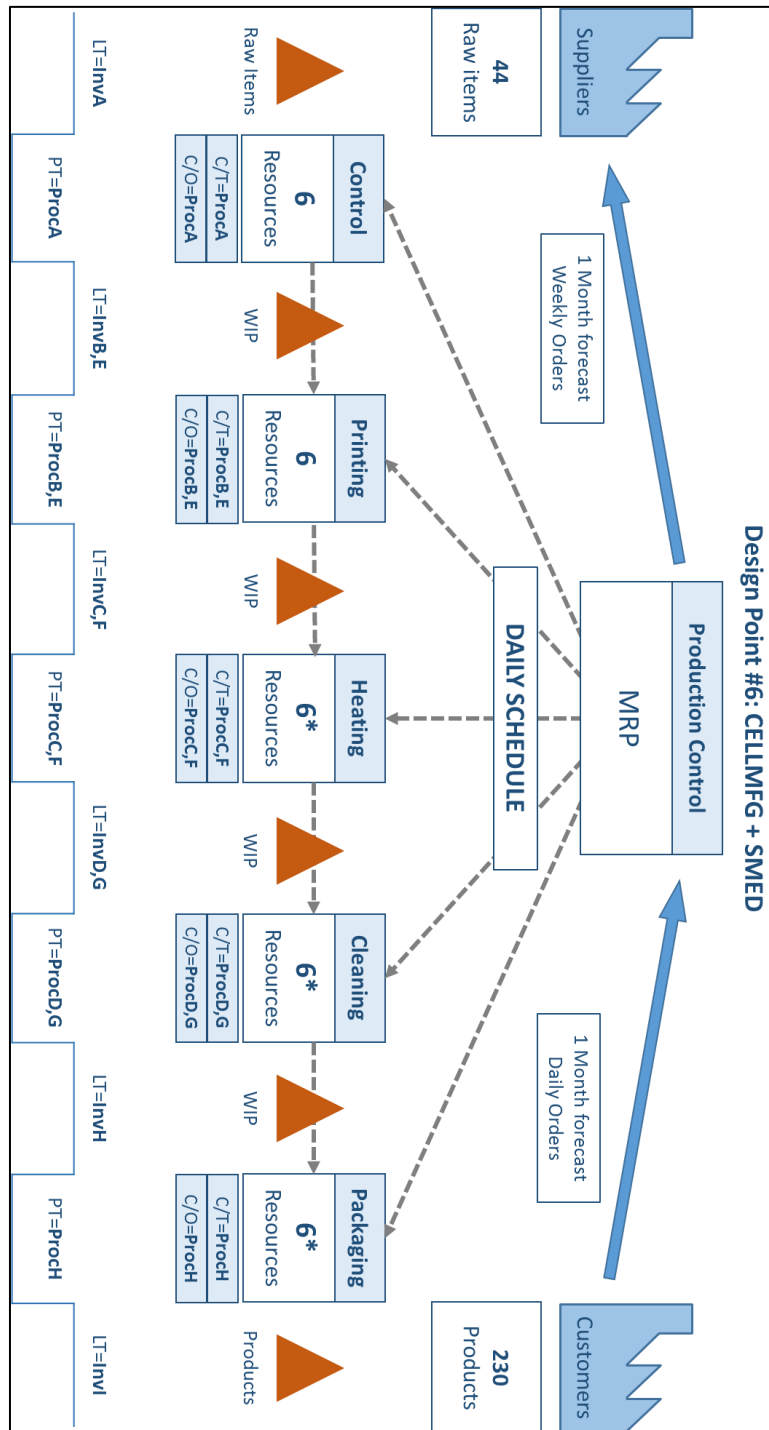 Design Point #6: CELLMFG + SMED
Suppliers
Production Control
MRP
Customers
1 Month forecast
Weekly Orders
1 Month forecast
Daily Orders
44
Raw items
DAILY SCHEDULE
230
Products
Raw Items
Control
6
Resources
C/T=ProcA
C/O=ProcA
WIP
Printing
6
Resources
C/T=ProcB,E
C/O=ProcB,E
WIP
Heating
6*
Resources
C/T=ProcC,F
C/O=ProcC,F
WIP
Cleaning
6*
Resources
C/T=ProcD,G
C/O=ProcD,G
WIP
Packaging
6*
Resources
C/T=ProcH
C/O=ProcH
Products
LT=InvA
PT=ProcA
LT=InvB,E
PT=ProcB,E
LT=InvC,F
PT=ProcC,F
LT=InvD,G
PT=ProcD,G
LT=InvH
PT=ProcH
LT=InvI